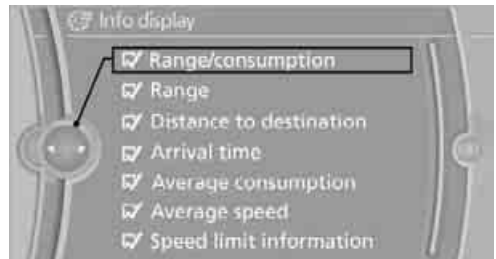 Info display
Range/consumption
Range
Distance to destination
Arrival time
Average consumption
Average speed
Speed limit information